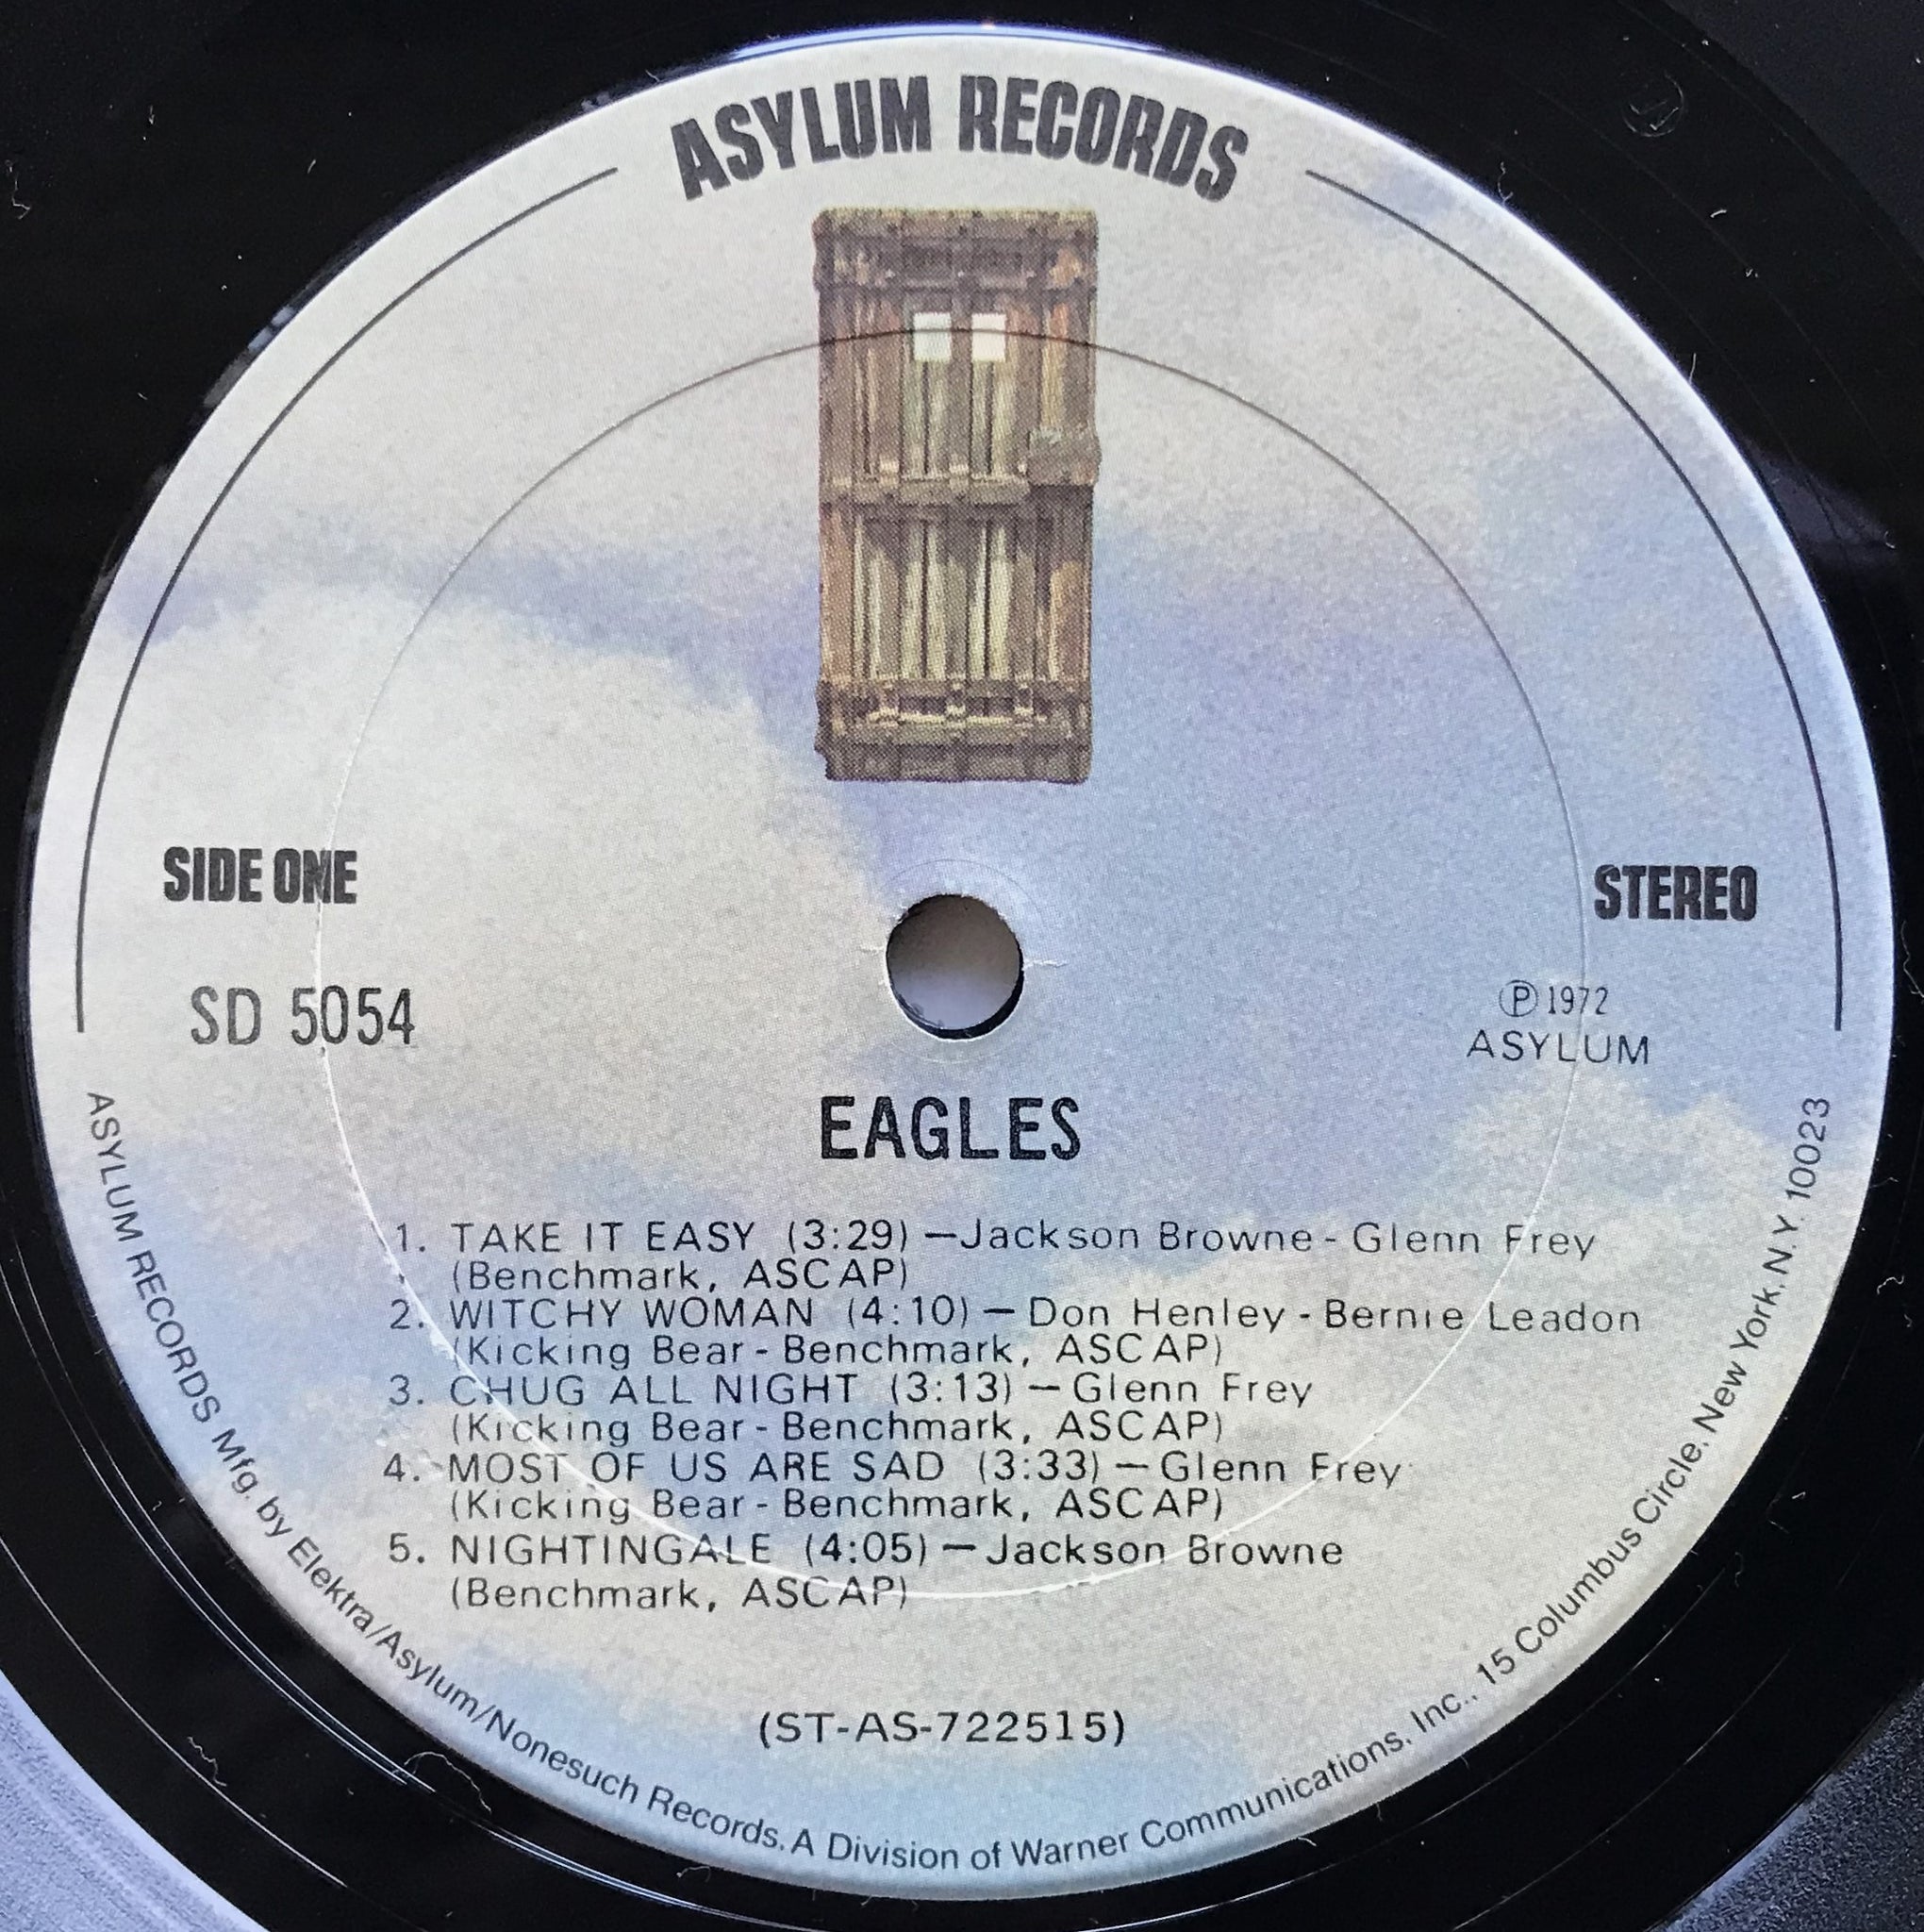 ASYLUM RECORDS
SIDE ONE
STEREO
SD 5054
Ⓟ 1972
ASYLUM
EAGLES
1. TAKE IT EASY (3:29) — Jackson Browne - Glenn Frey
(Benchmark, ASCAP)
2. WITCHY WOMAN (4:10) — Don Henley - Bernie Leadon
(Kicking Bear - Benchmark, ASCAP)
3. CHUG ALL NIGHT (3:13) — Glenn Frey
(Kicking Bear - Benchmark, ASCAP)
4. MOST OF US ARE SAD (3:33) — Glenn Frey
(Kicking Bear - Benchmark, ASCAP)
5. NIGHTINGALE (4:05) — Jackson Browne
(Benchmark, ASCAP)
(ST-AS-722515)
ASYLUM RECORDS Mfg. by Elektra/Asylum/Nonesuch Records. A Division of Warner Communications, Inc., 15 Columbus Circle, New York, N.Y. 10023